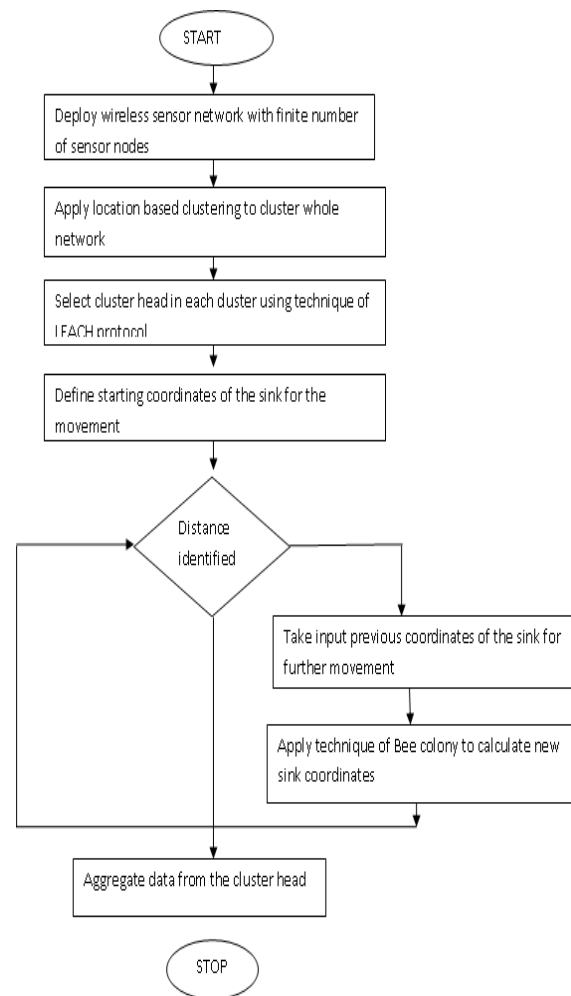 START
Deploy wireless sensor network with finite number
of sensor nodes
Apply location based clustering to cluster whole
network
Select cluster head in each cluster using technique of
LEACH protocol
Define starting coordinates of the sink for the
movement
Distance
identified
Take input previous coordinates of the sink for
further movement
Apply technique of Bee colony to calculate new
sink coordinates
Aggregate data from the cluster head
STOP